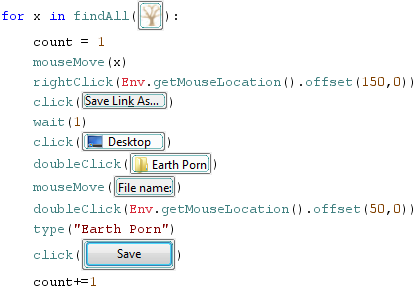 for x in findAll( ):
count = 1
mouseMove(x)
rightClick(Env.getMouseLocation().offset(150,0))
click(Save Link As...)
wait(1)
click(Desktop)
doubleClick(Earth Porn)
mouseMove(File name:)
doubleClick(Env.getMouseLocation().offset(50,0))
type("Earth Porn")
click(Save)
count+=1